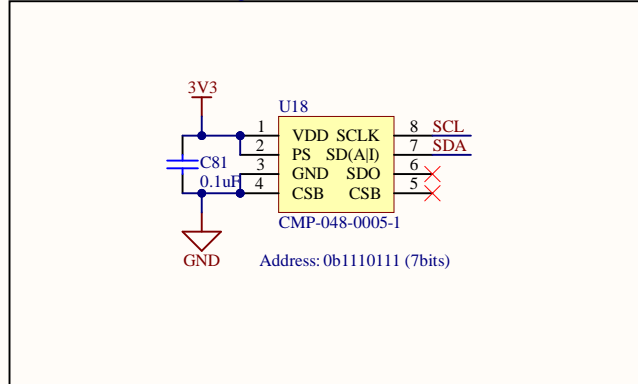 3V3
U18
1 VDD SCLK 8 SCL
2 PS SD(A|I) 7 SDA
C81
3 GND SDO 6
0.1uF
4 CSB CSB 5
CMP-048-0005-1
GND
Address: 0b1110111 (7bits)